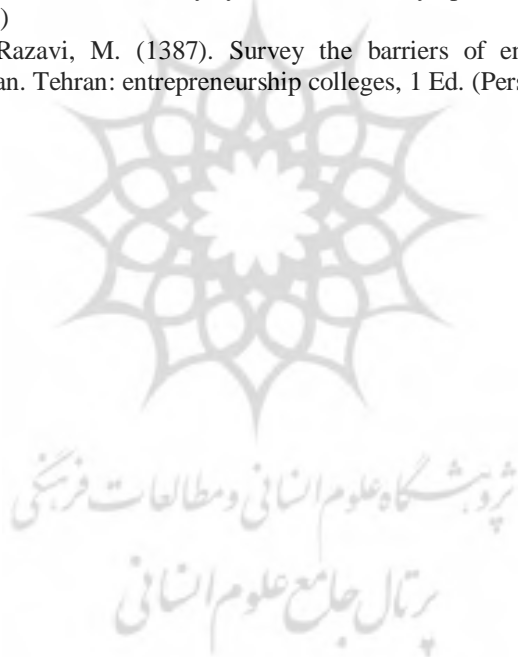 )
Razavi, M. (1387). Survey the barriers of en
an. Tehran: entrepreneurship colleges, 1 Ed. (Pers
پژوهشگاه علوم انسانی و مطالعات فرهنگی
پرتال جامع علوم انسانی